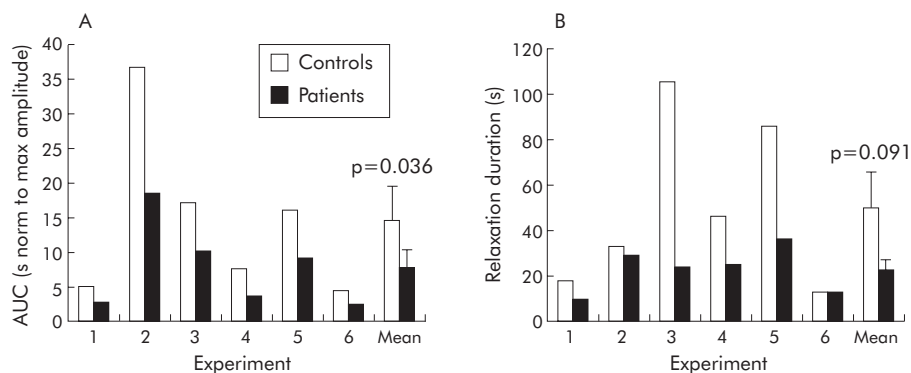 A
AUC (s norm to max amplitude)
40
35
30
25
20
15
10
5
0
Controls
Patients
p=0.036
1 2 3 4 5 6 Mean
Experiment
B
Relaxation duration (s)
120
100
80
60
40
20
0
p=0.091
1 2 3 4 5 6 Mean
Experiment